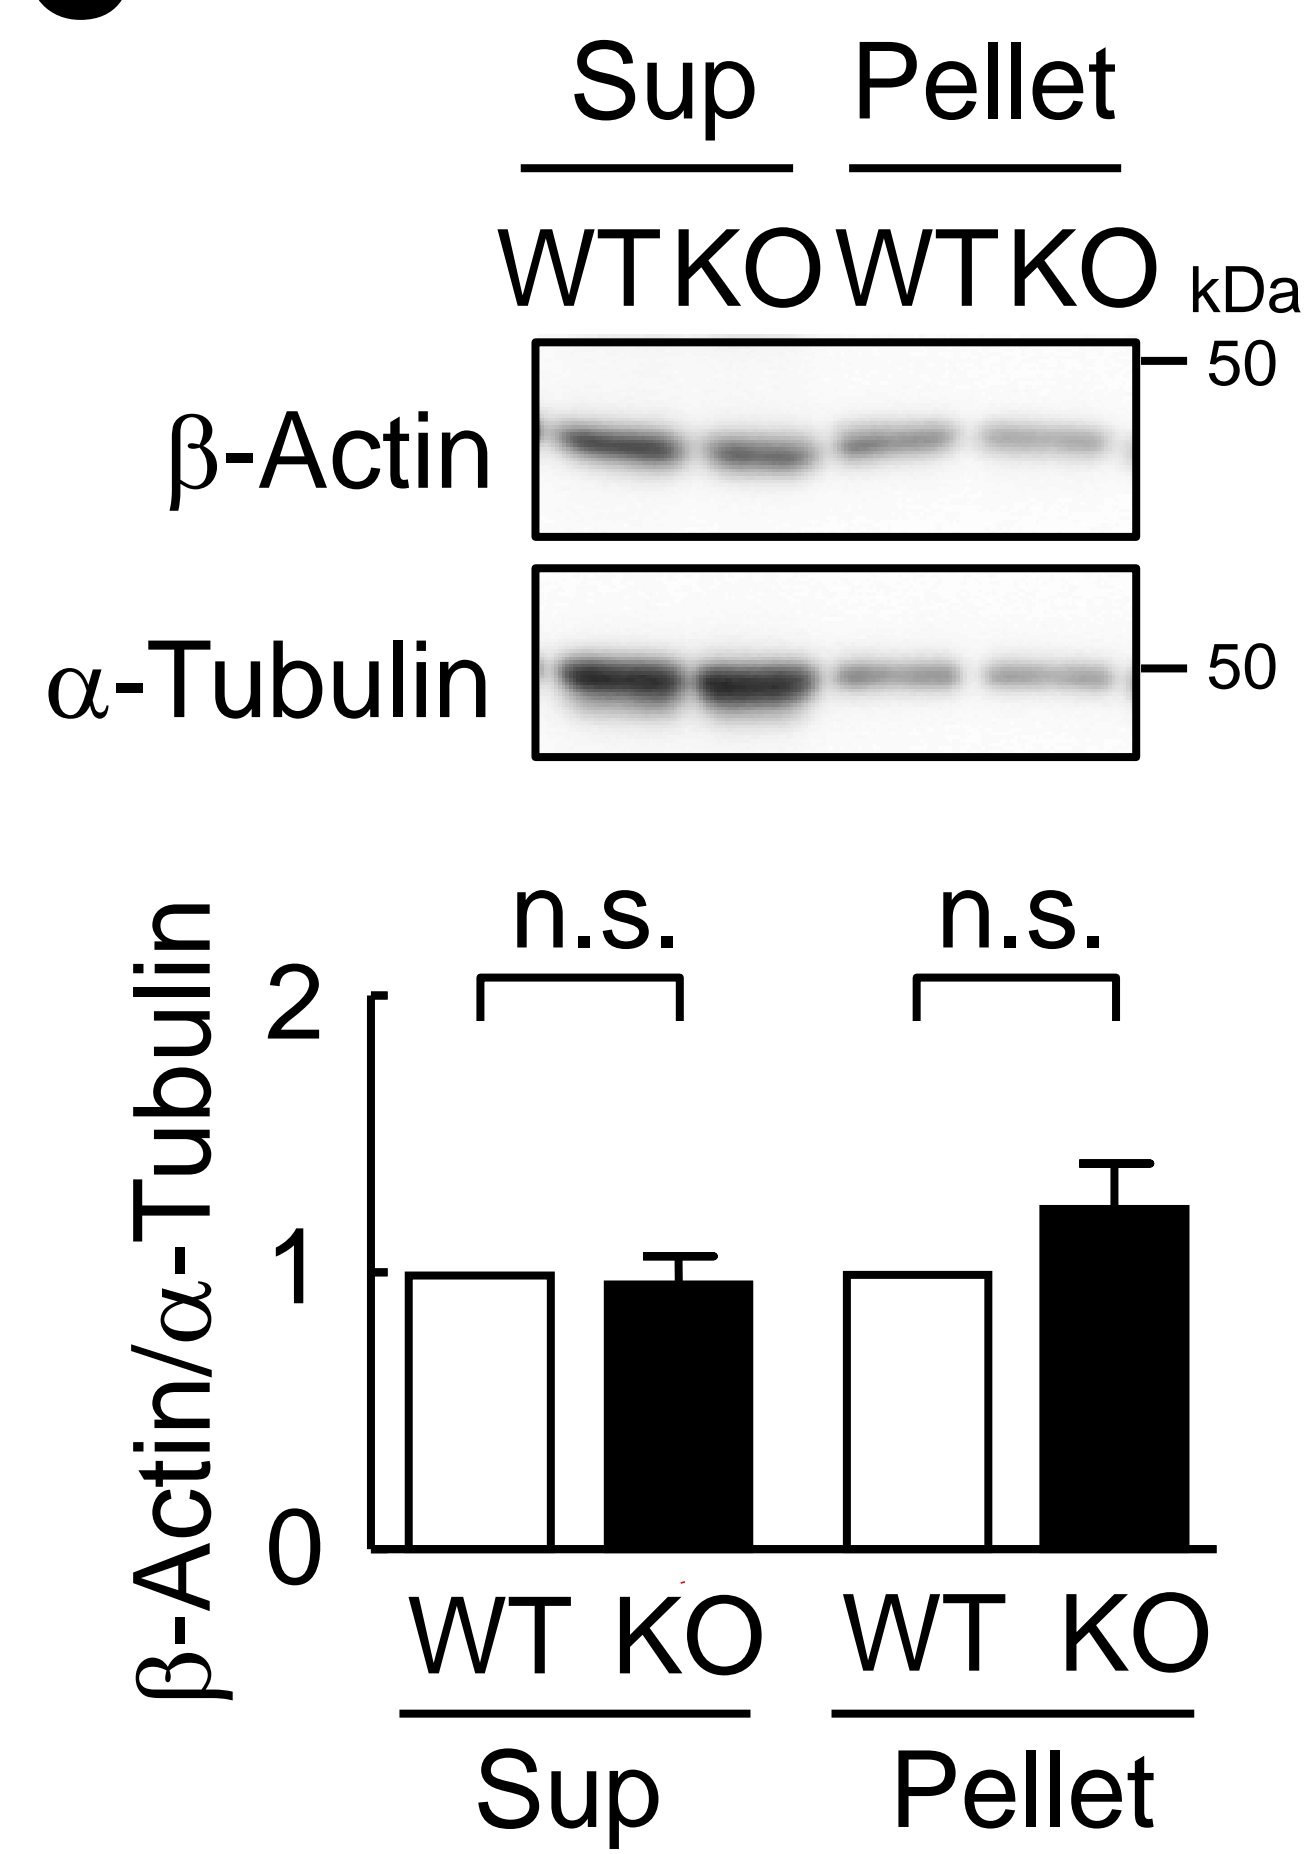 Sup Pellet
WT KO WT KO kDa
50
β-Actin
α-Tubulin
50
n.s. n.s.
β-Actin/α-Tubulin
2
1
0
WT KO WT KO
Sup Pellet